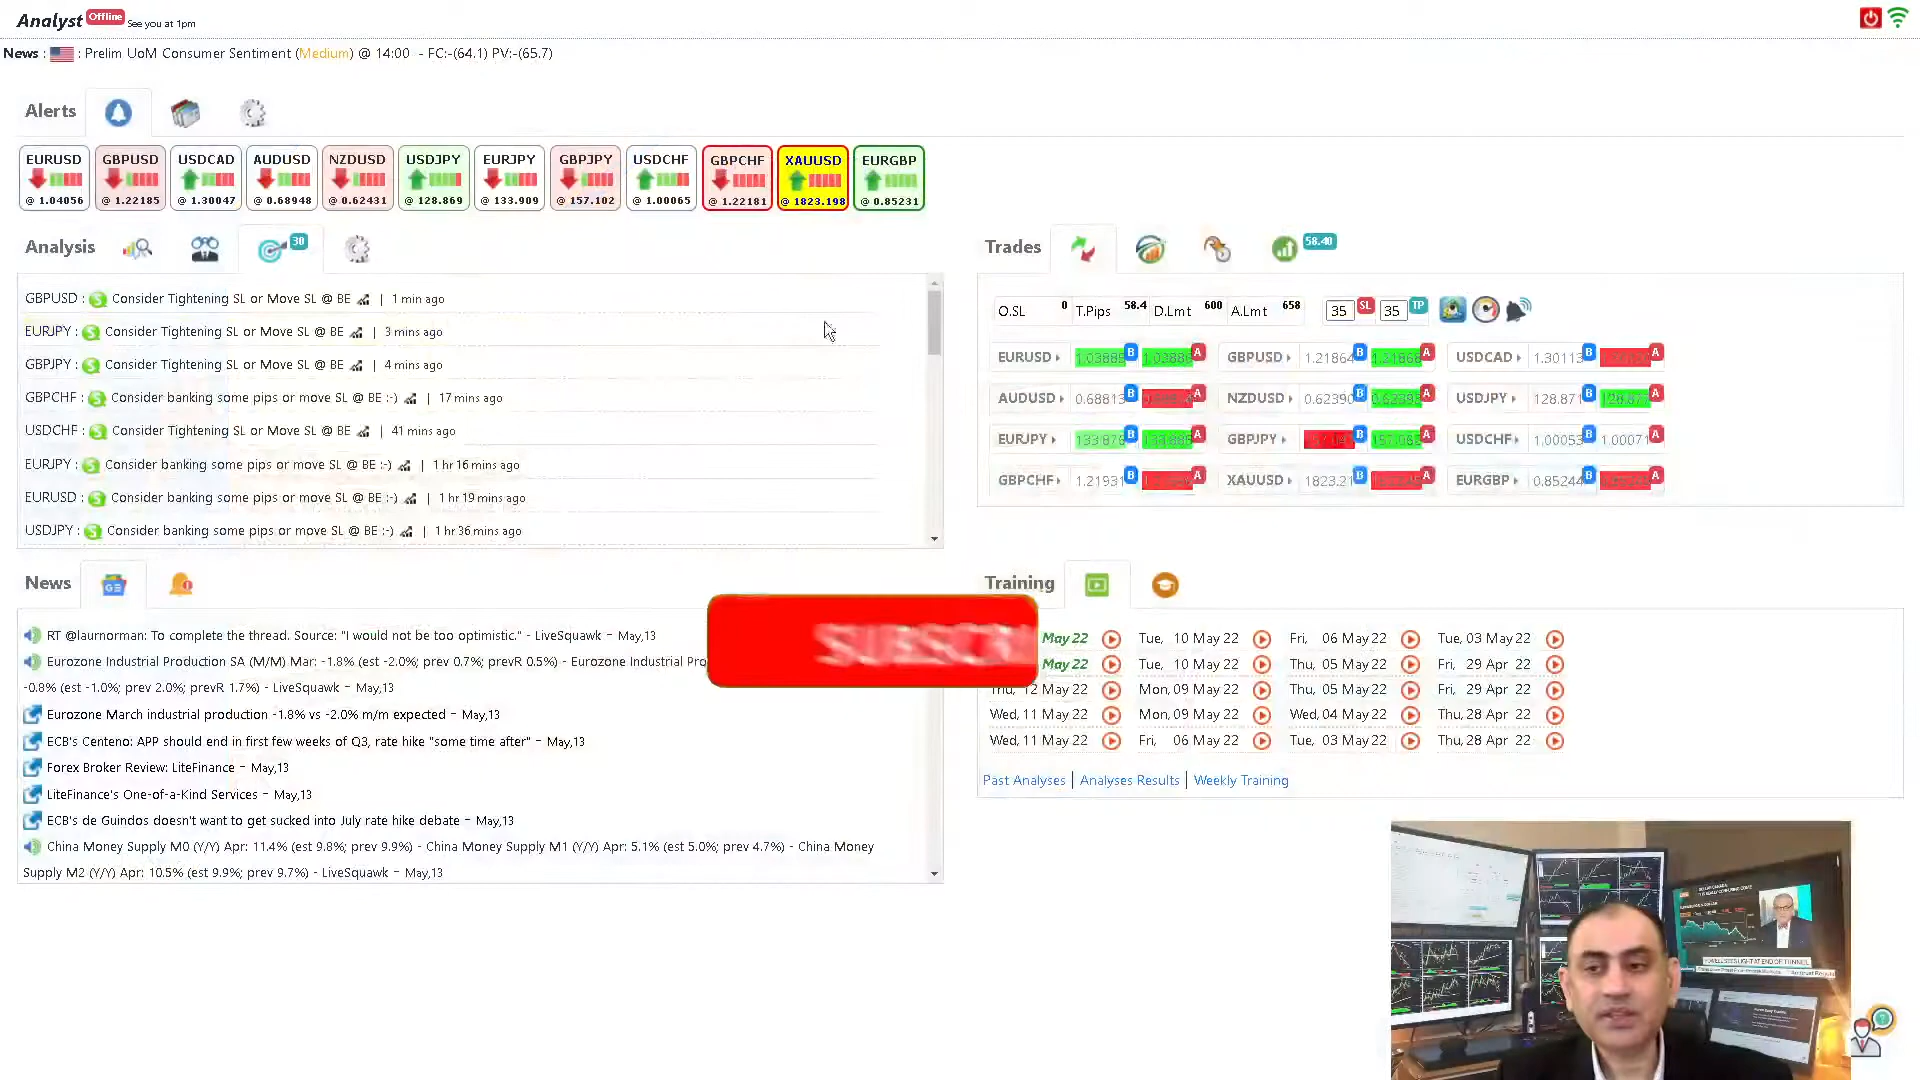 Analyst Offline See you at 1pm
News : : Prelim UoM Consumer Sentiment (Medium) @ 14:00 - FC:-(64.1) PV:-(65.7)
Alerts
EURUSD GBPUSD USDCAD AUDUSD NZDUSD USDJPY EURJPY GBPJPY USDCHF GBPCHF XAUUSD EURGBP
@ 1.04056 @ 1.22185 @ 1.30047 @ 0.68948 @ 0.62431 @ 128.869 @ 133.909 @ 157.102 @ 1.00065 @ 1.22181 @ 1823.198 @ 0.85231
Analysis 30
GBPUSD : Consider Tightening SL or Move SL @ BE | 1 min ago
EURJPY : Consider Tightening SL or Move SL @ BE | 3 mins ago
GBPJPY : Consider Tightening SL or Move SL @ BE | 4 mins ago
GBPCHF : Consider banking some pips or move SL @ BE :-) | 17 mins ago
USDCHF : Consider Tightening SL or Move SL @ BE | 41 mins ago
EURJPY : Consider banking some pips or move SL @ BE :-) | 1 hr 16 mins ago
EURUSD : Consider banking some pips or move SL @ BE :-) | 1 hr 19 mins ago
USDJPY : Consider banking some pips or move SL @ BE :-) | 1 hr 36 mins ago
Trades 58.40
O.SL 0 T.Pips 58.4 D.Lmt 600 A.Lmt 658 35 SL 35 TP
EURUSD B A GBPUSD 1.21864 B A USDCAD 1.30113 B A
AUDUSD 0.68813 B A NZDUSD 0.62390 B A USDJPY 128.871 B A
EURJPY B A GBPJPY B A USDCHF 1.00053 B 1.00071 A
GBPCHF 1.21931 B A XAUUSD 1823.21 B A EURGBP 0.85244 B A
News
RT @laurnorman: To complete the thread. Source: "I would not be too optimistic." - LiveSquawk - May,13
Eurozone Industrial Production SA (M/M) Mar: -1.8% (est -2.0%; prev 0.7%; prevR 0.5%) - Eurozone Industrial Pro
-0.8% (est -1.0%; prev 2.0%; prevR 1.7%) - LiveSquawk - May,13
Eurozone March industrial production -1.8% vs -2.0% m/m expected - May,13
ECB's Centeno: APP should end in first few weeks of Q3, rate hike "some time after" - May,13
Forex Broker Review: LiteFinance - May,13
LiteFinance's One-of-a-Kind Services - May,13
ECB's de Guindos doesn't want to get sucked into July rate hike debate - May,13
China Money Supply M0 (Y/Y) Apr: 11.4% (est 9.8%; prev 9.9%) - China Money Supply M1 (Y/Y) Apr: 5.1% (est 5.0%; prev 4.7%) - China Money
Supply M2 (Y/Y) Apr: 10.5% (est 9.9%; prev 9.7%) - LiveSquawk - May,13
SUBSCRI
Training
May 22 Tue, 10 May 22 Fri, 06 May 22 Tue, 03 May 22
May 22 Tue, 10 May 22 Thu, 05 May 22 Fri, 29 Apr 22
Thu, 12 May 22 Mon, 09 May 22 Thu, 05 May 22 Fri, 29 Apr 22
Wed, 11 May 22 Mon, 09 May 22 Wed, 04 May 22 Thu, 28 Apr 22
Wed, 11 May 22 Fri, 06 May 22 Tue, 03 May 22 Thu, 28 Apr 22
Past Analyses | Analyses Results | Weekly Training